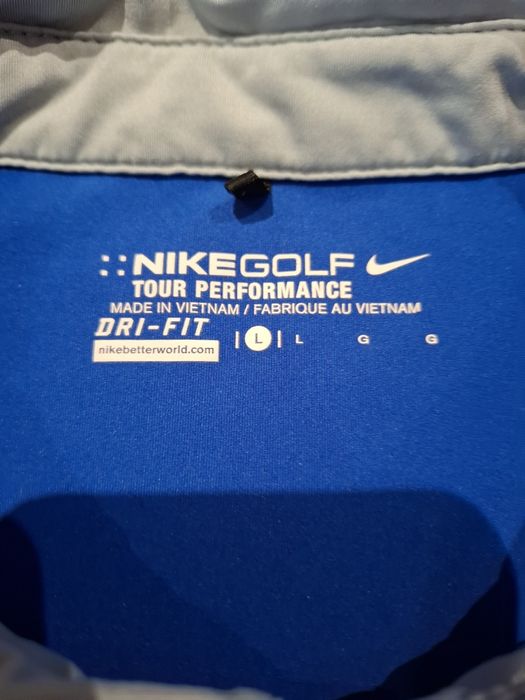 NIKEGOLF
TOUR PERFORMANCE
MADE IN VIETNAM / FABRIQUE AU VIETNAM
DRI-FIT
nikebetterworld.com
L L G G